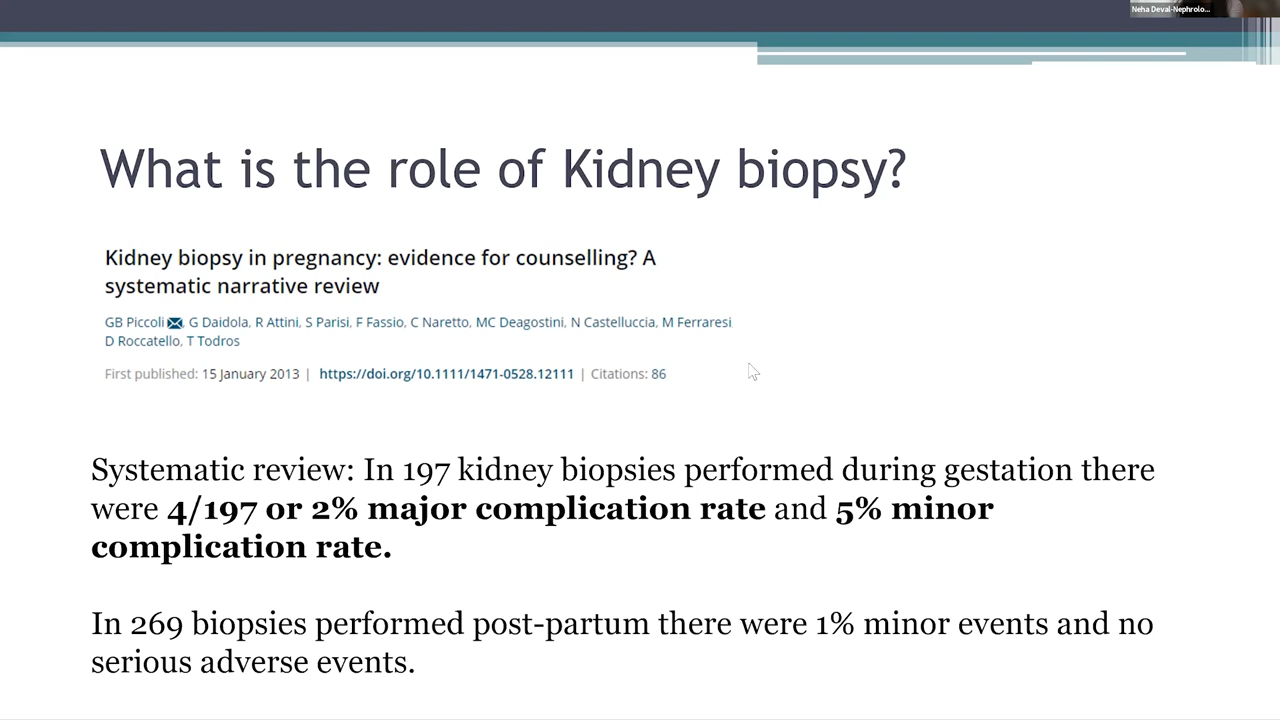 Neha Deval-Nephrolo...
What is the role of Kidney biopsy?
Kidney biopsy in pregnancy: evidence for counselling? A
systematic narrative review
GB Piccoli, G Daidola, R Attini, S Parisi, F Fassio, C Naretto, MC Deagostini, N Castelluccia, M Ferraresi
D Roccatello, T Todros
First published: 15 January 2013 | https://doi.org/10.1111/1471-0528.12111 | Citations: 86
Systematic review: In 197 kidney biopsies performed during gestation there
were 4/197 or 2% major complication rate and 5% minor
complication rate.
In 269 biopsies performed post-partum there were 1% minor events and no
serious adverse events.